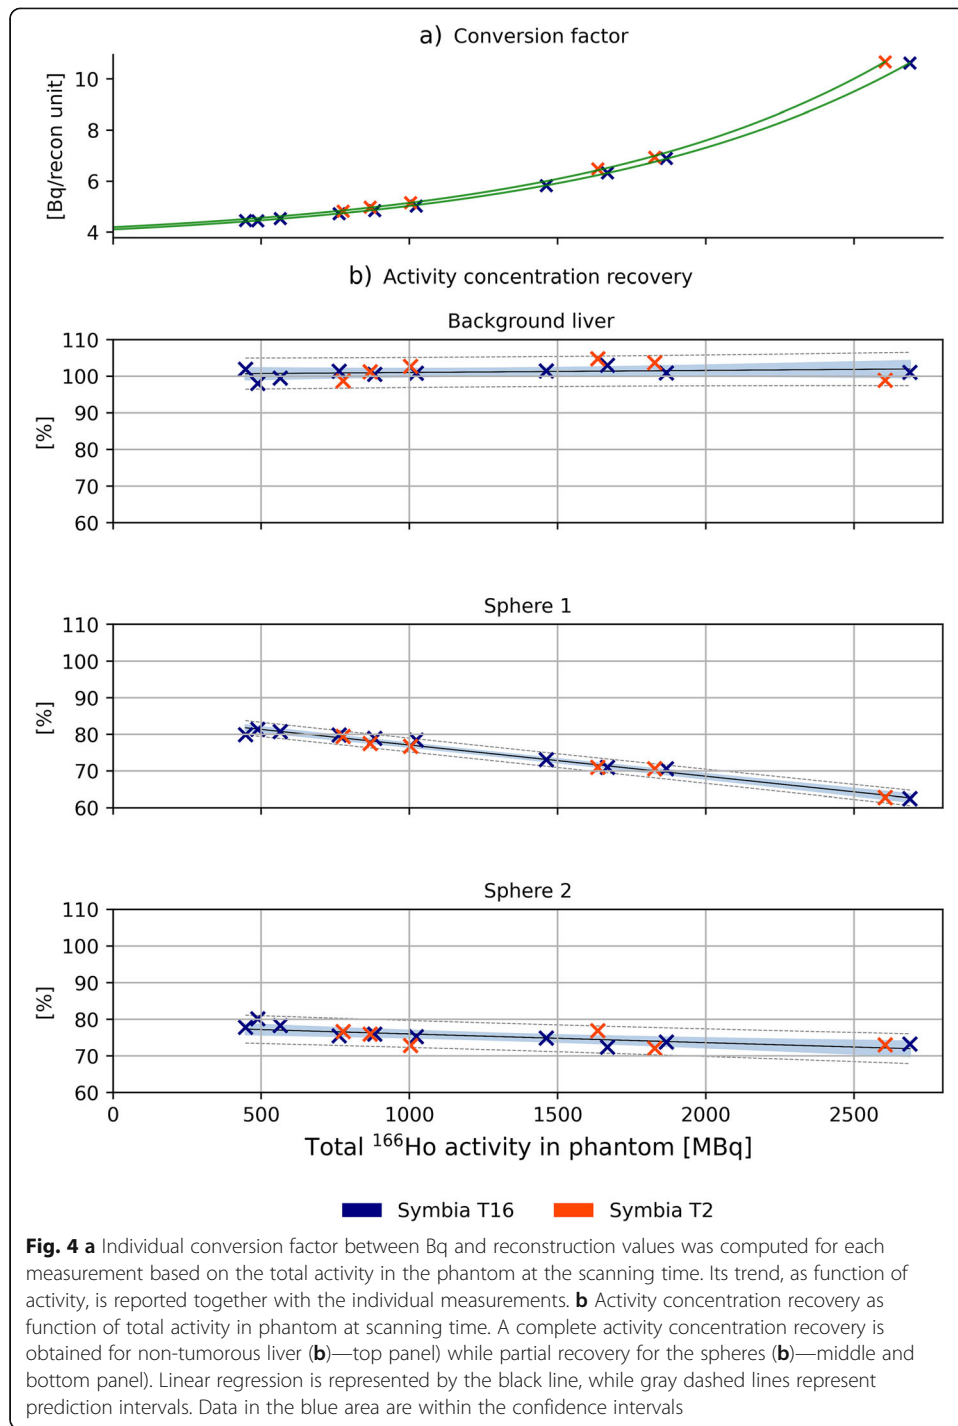 a) Conversion factor
[Bq/recon unit]
10
8
6
4
b) Activity concentration recovery
Background liver
[%]
110
100
90
80
70
60
Sphere 1
[%]
110
100
90
80
70
60
Sphere 2
[%]
110
100
90
80
70
60
0 500 1000 1500 2000 2500
Total ¹⁶⁶Ho activity in phantom [MBq]
Symbia T16 Symbia T2
Fig. 4 a Individual conversion factor between Bq and reconstruction values was computed for each
measurement based on the total activity in the phantom at the scanning time. Its trend, as function of
activity, is reported together with the individual measurements. b Activity concentration recovery as
function of total activity in phantom at scanning time. A complete activity concentration recovery is
obtained for non-tumorous liver (b)—top panel) while partial recovery for the spheres (b)—middle and
bottom panel). Linear regression is represented by the black line, while gray dashed lines represent
prediction intervals. Data in the blue area are within the confidence intervals